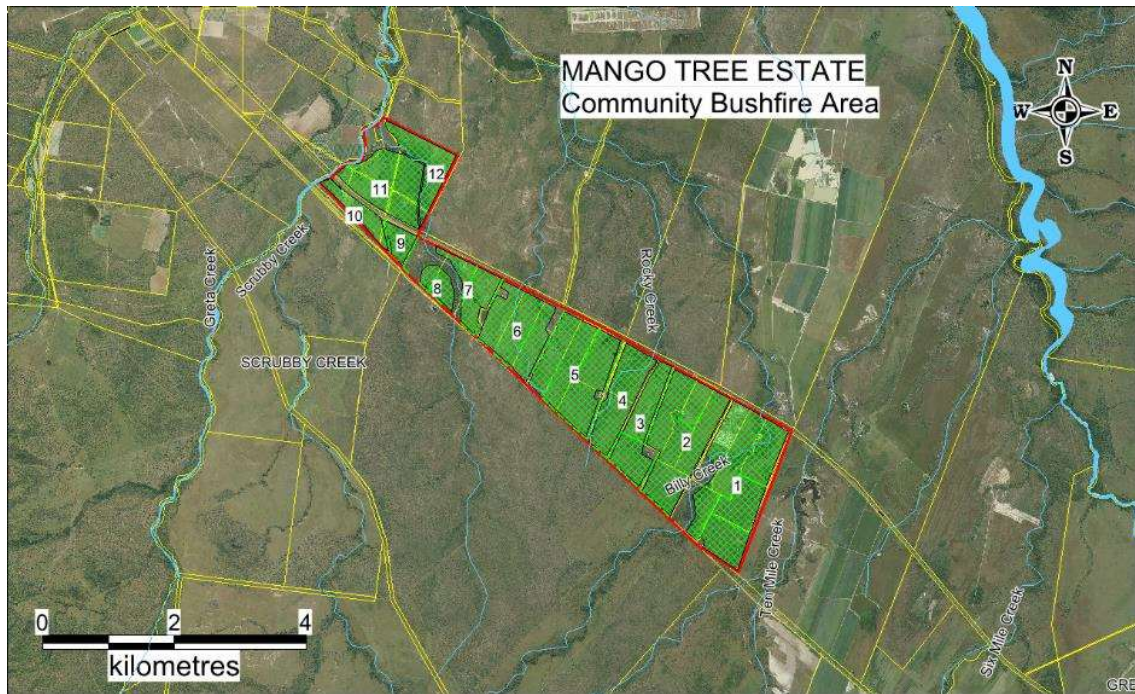 MANGO TREE ESTATE
Community Bushfire Area
N
W E
S
12
11
10
9
8
7
6
5
4
3
2
1
Rocky Creek
Greta Creek
Scrubby Creek
SCRUBBY CREEK
Billy Creek
Ten Mile Creek
Six Mile Creek
GRE
0 2 4
kilometres